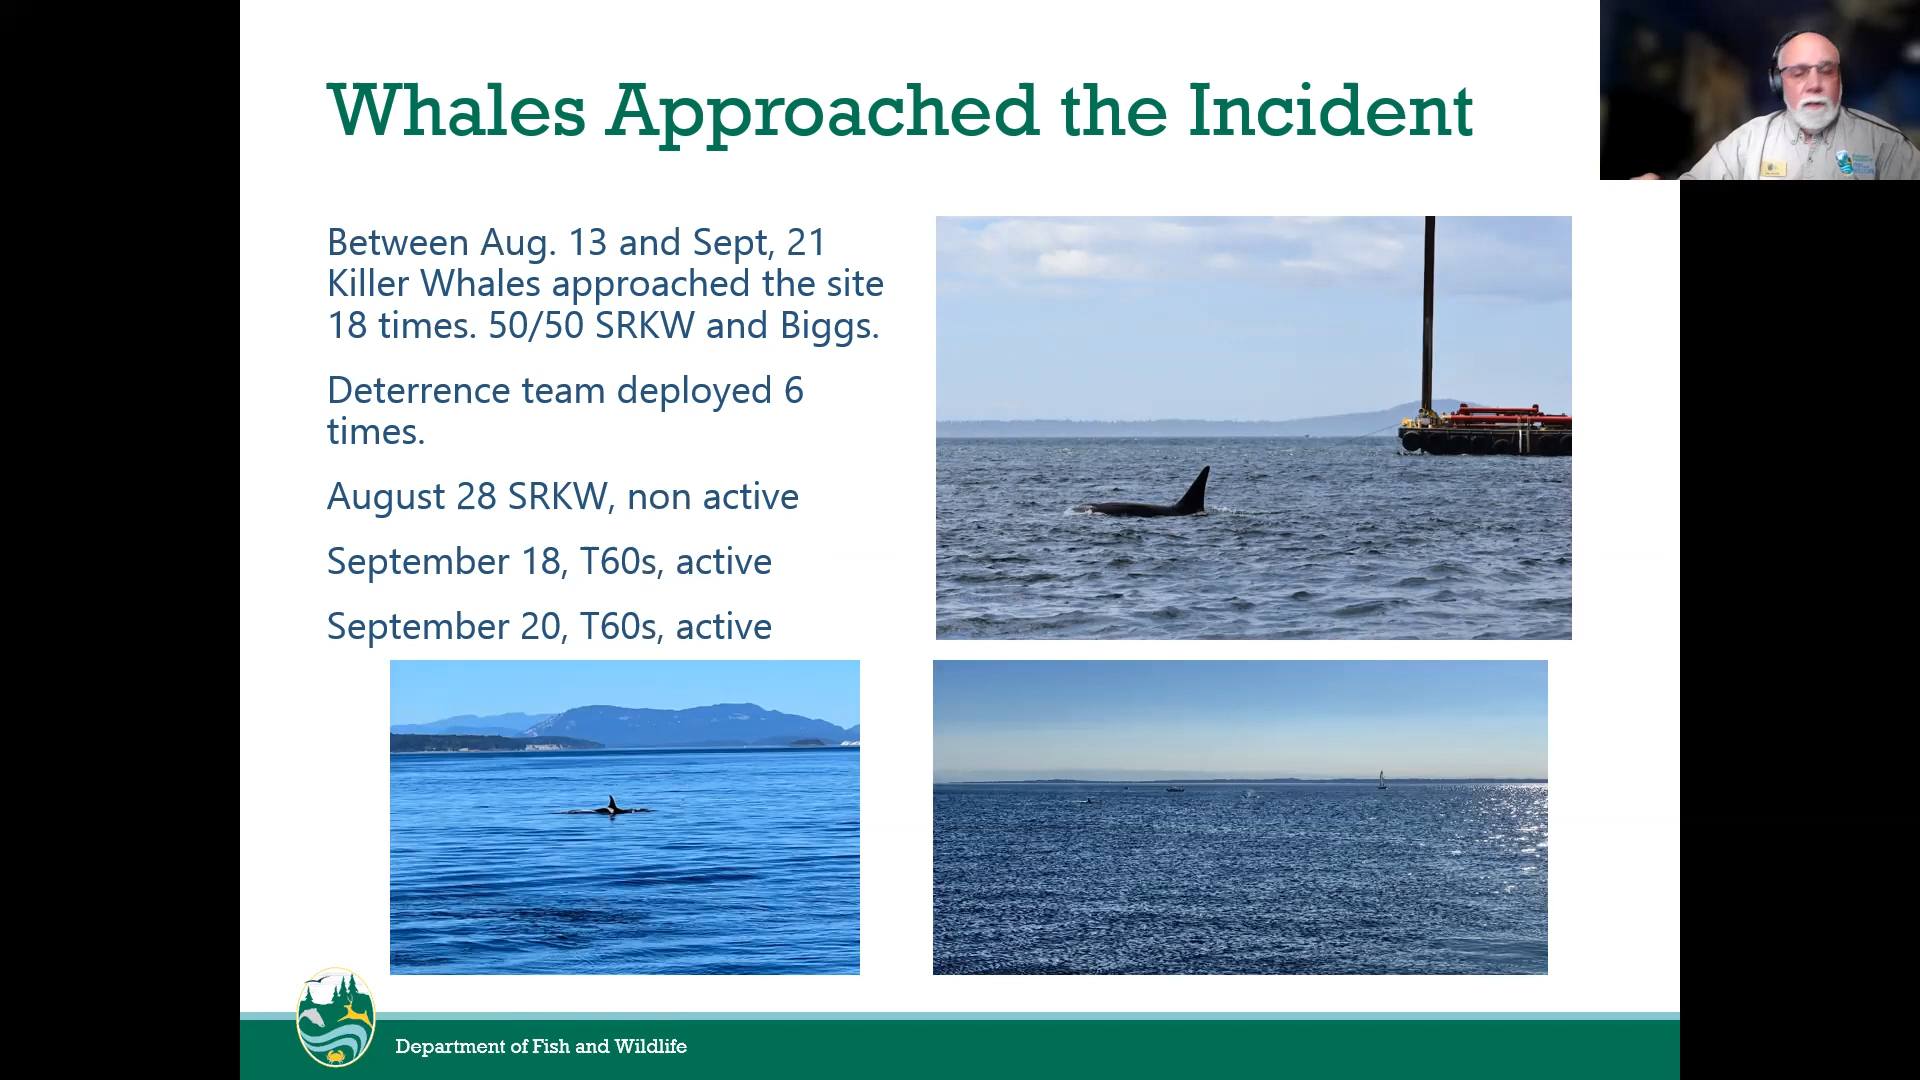 Whales Approached the Incident
Between Aug. 13 and Sept, 21
Killer Whales approached the site
18 times. 50/50 SRKW and Biggs.
Deterrence team deployed 6
times.
August 28 SRKW, non active
September 18, T60s, active
September 20, T60s, active
Department of Fish and Wildlife